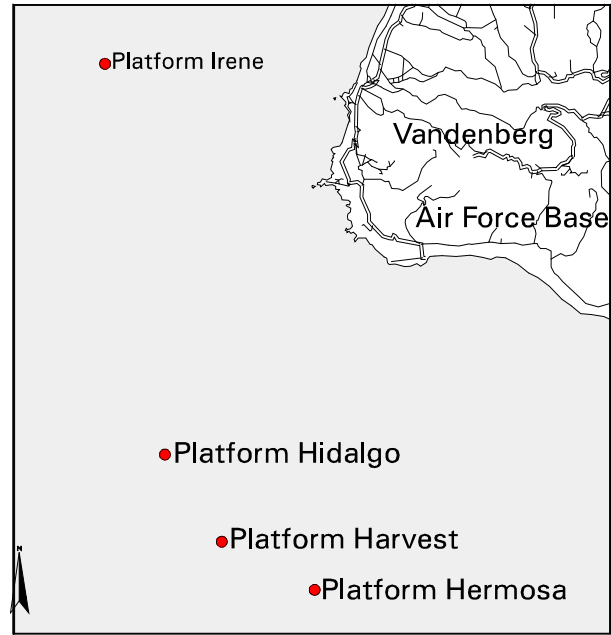 Platform Irene
Vandenberg
Air Force Base
Platform Hidalgo
Platform Harvest
N
Platform Hermosa